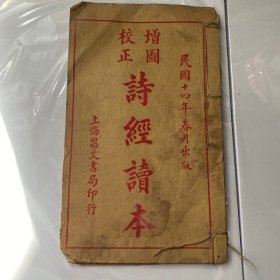 民國十四年春月出版
增圖
校正
詩經讀本
上海昌文書局印行